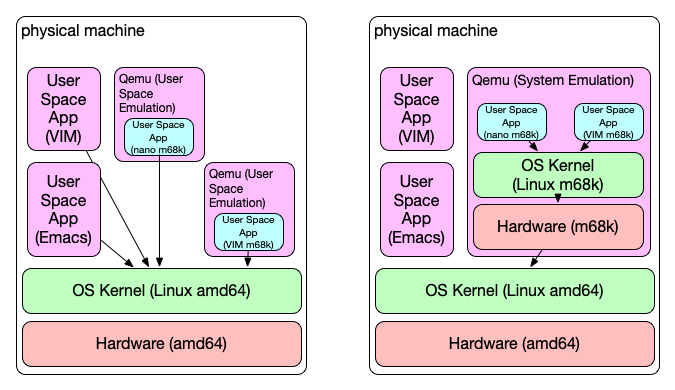 physical machine
User
Space
App
(VIM)
Qemu (User
Space
Emulation)
User Space
App
(nano m68k)
User
Space
App
(Emacs)
Qemu (User
Space
Emulation)
User Space
App
(VIM m68k)
OS Kernel (Linux amd64)
Hardware (amd64)
physical machine
User
Space
App
(VIM)
Qemu (System Emulation)
User Space
App
(nano m68k)
User Space
App
(VIM m68k)
OS Kernel
(Linux m68k)
User
Space
App
(Emacs)
Hardware (m68k)
OS Kernel (Linux amd64)
Hardware (amd64)